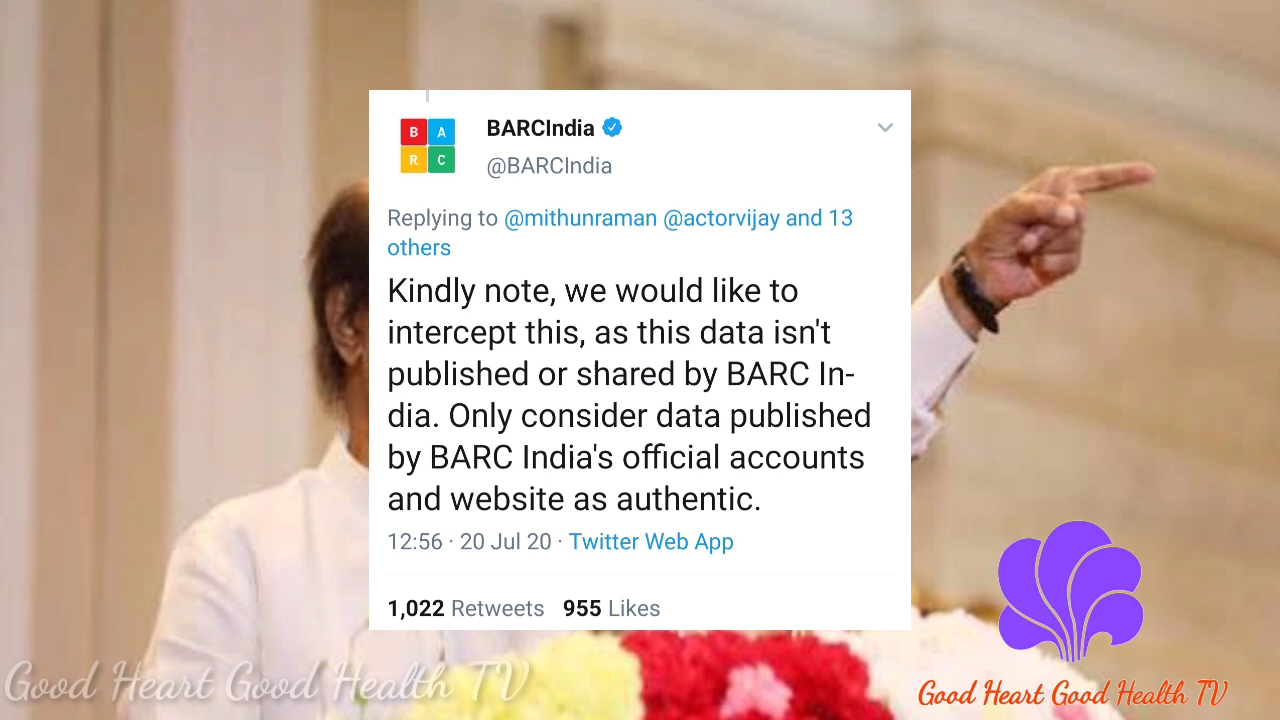 B A
R C
BARCIndia
@BARCIndia
Replying to @mithunraman @actorvijay and 13
others
Kindly note, we would like to
intercept this, as this data isn't
published or shared by BARC In-
dia. Only consider data published
by BARC India's official accounts
and website as authentic.
12:56 · 20 Jul 20 · Twitter Web App
1,022 Retweets 955 Likes
Good Heart Good Health TV
Good Heart Good Health TV